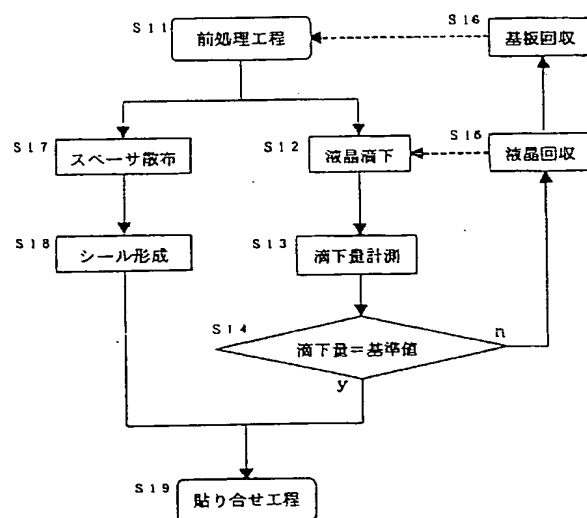 S11
前処理工程
S16
基板回収
S17
スペーサ散布
S12
液晶滴下
S15
液晶回収
S18
シール形成
S13
滴下量計測
S14
滴下量=基準値
n
y
S19
貼り合せ工程